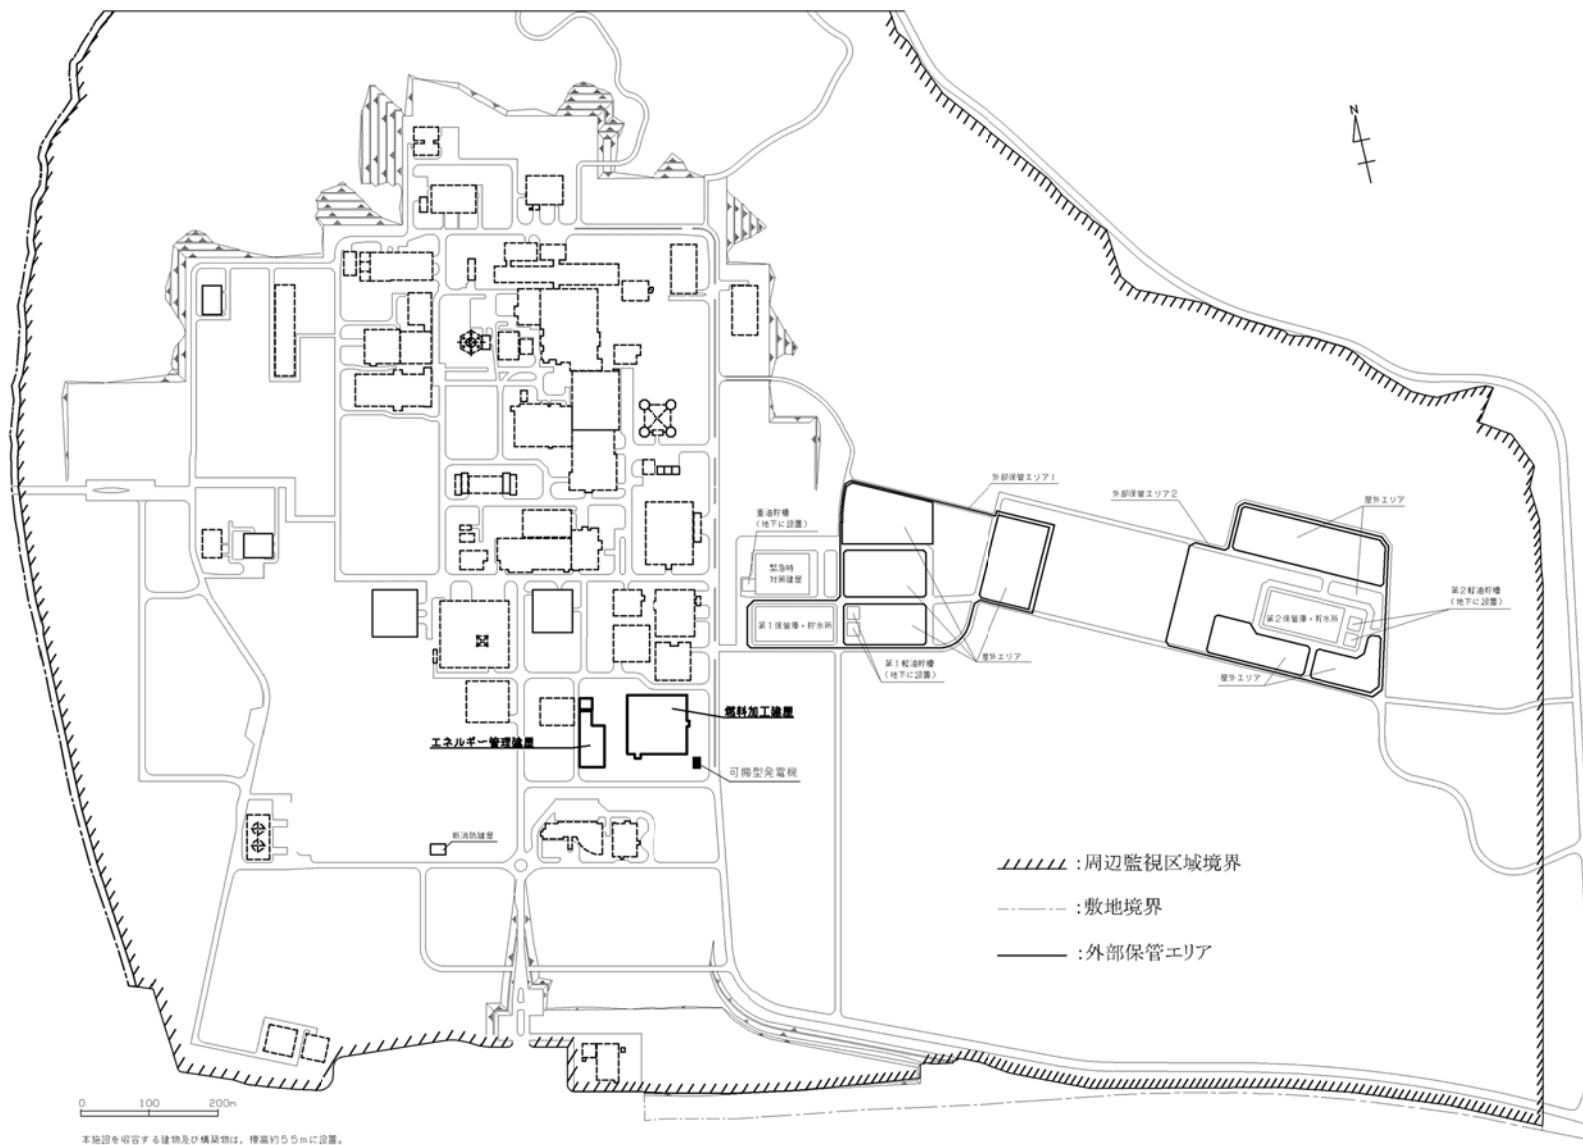 N
外部保管エリア1
外部保管エリア2
屋外エリア
重油貯槽
(地下に設置)
緊急時
対策建屋
第2軽油貯槽
(地下に設置)
第1保管庫・貯水所
第2保管庫・貯水所
屋外エリア
第1軽油貯槽
(地下に設置)
屋外エリア
燃料加工建屋
エネルギー管理建屋
可搬型発電機
新消防建屋
:周辺監視区域境界
:敷地境界
:外部保管エリア
0 100 200m
本施設を収容する建物及び構築物は，標高約55mに設置。